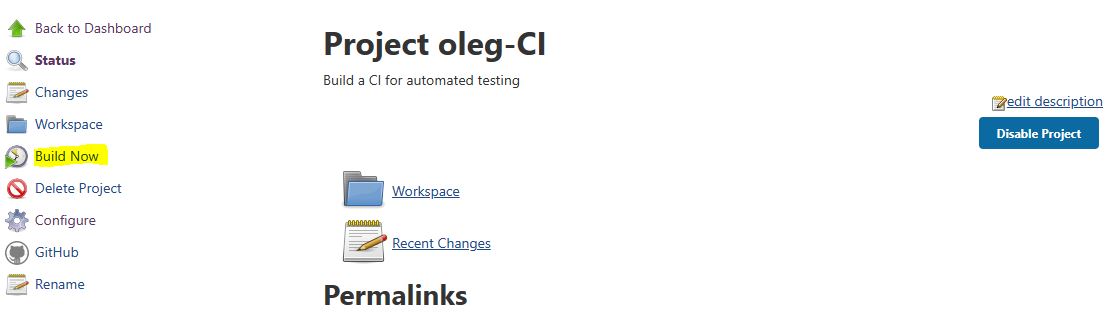 Back to Dashboard
Status
Changes
Workspace
Build Now
Delete Project
Configure
GitHub
Rename
Project oleg-CI
Build a CI for automated testing
edit description
Disable Project
Workspace
Recent Changes
Permalinks